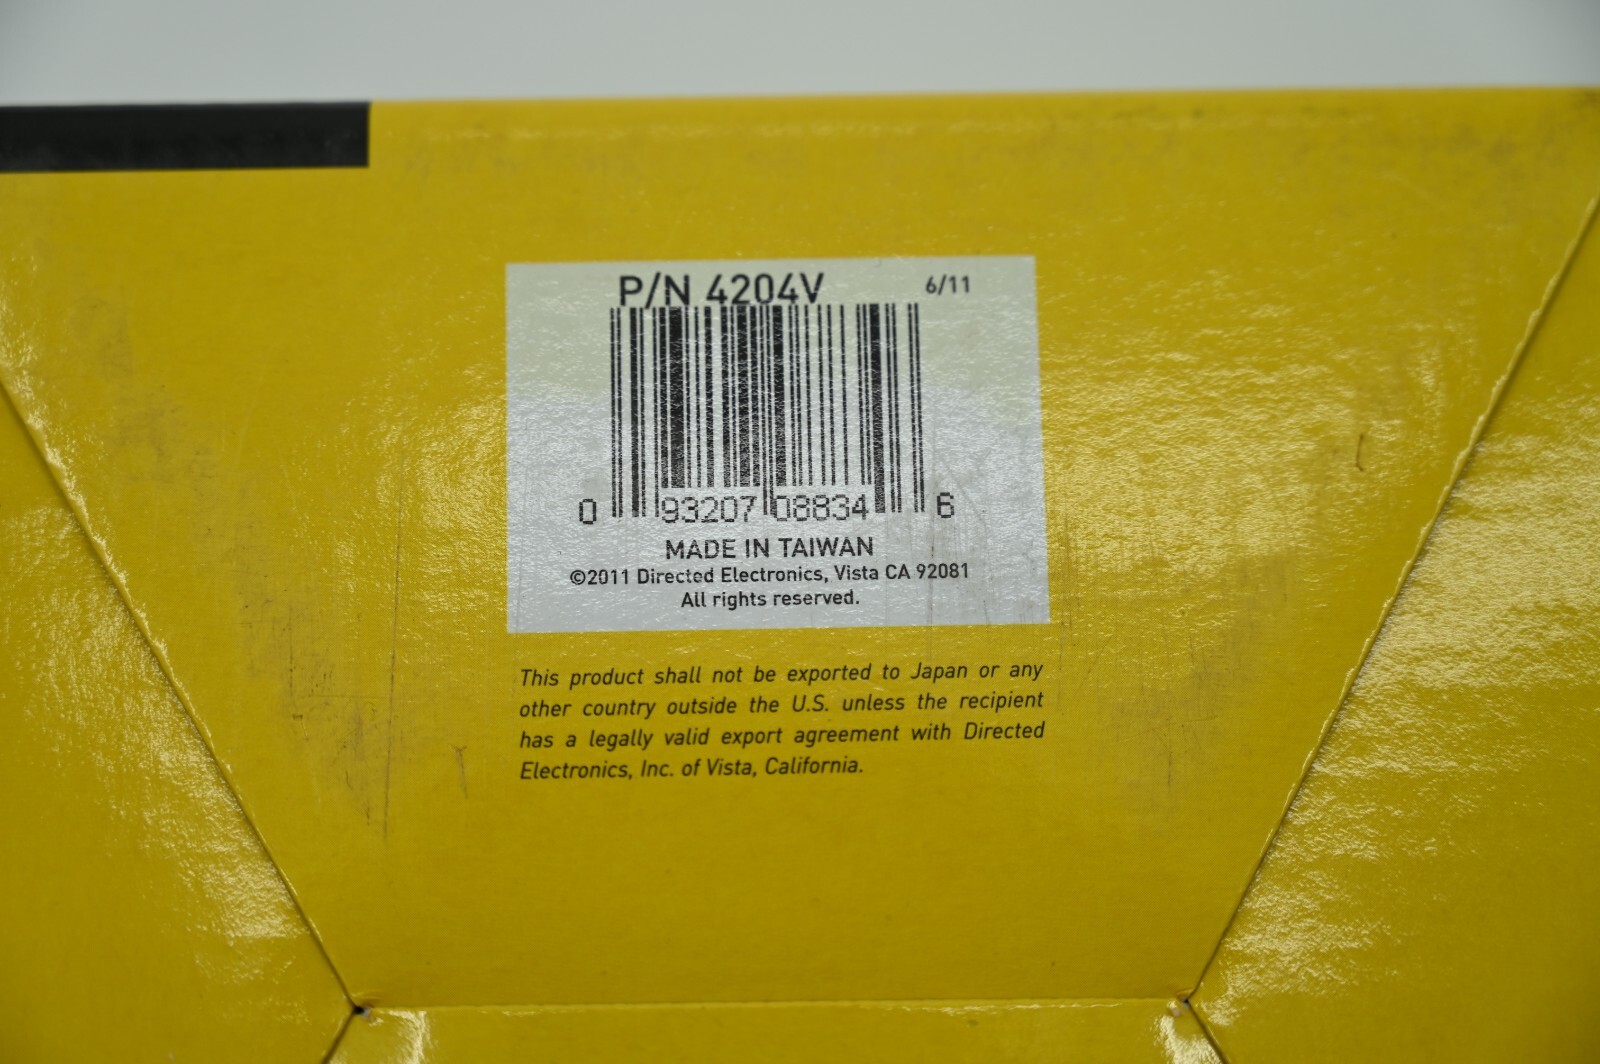 P/N 4204V 6/11
0 93207 08834 6
MADE IN TAIWAN
©2011 Directed Electronics, Vista CA 92081
All rights reserved.
This product shall not be exported to Japan or any
other country outside the U.S. unless the recipient
has a legally valid export agreement with Directed
Electronics, Inc. of Vista, California.